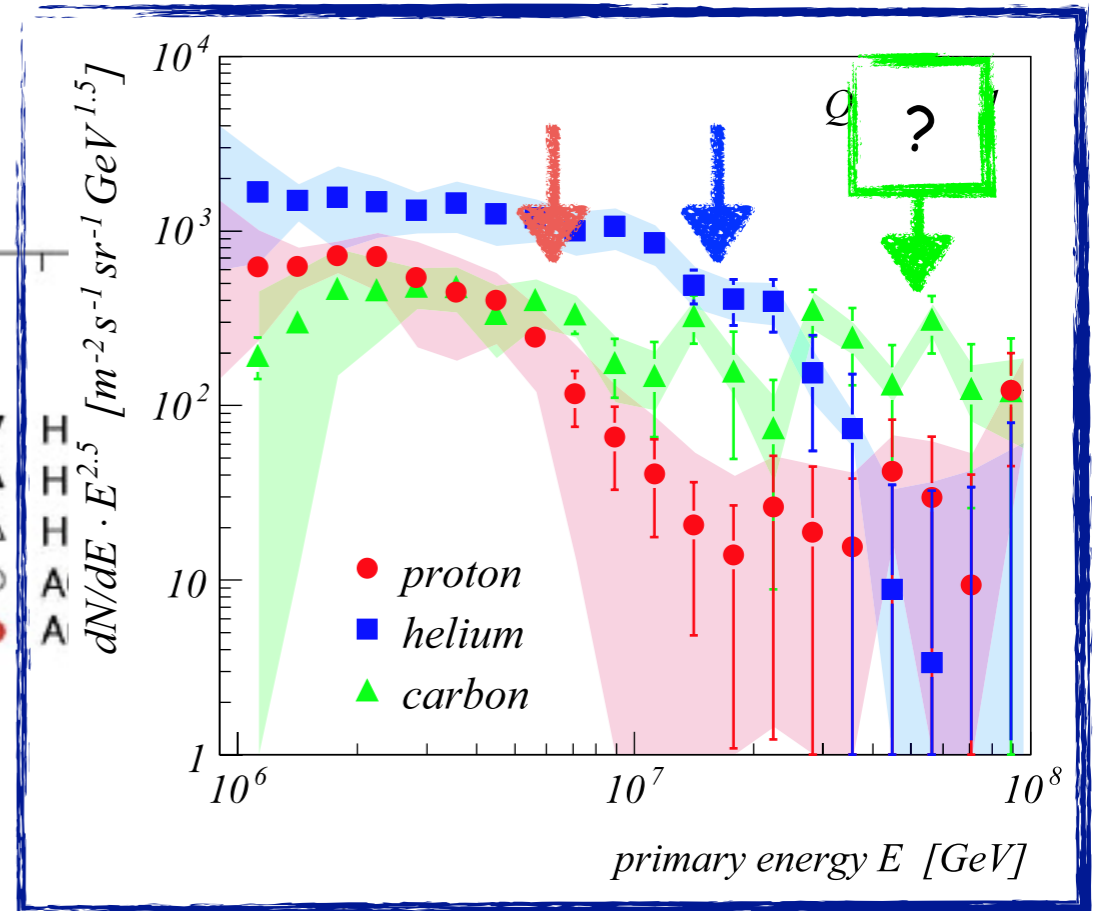 10^4
10^3
10^2
10
1
10^6
10^7
10^8
dN/dE · E^2.5 [m^-2 s^-1 sr^-1 GeV^1.5]
primary energy E [GeV]
proton
helium
carbon
Q
?
H
H
H
A
A